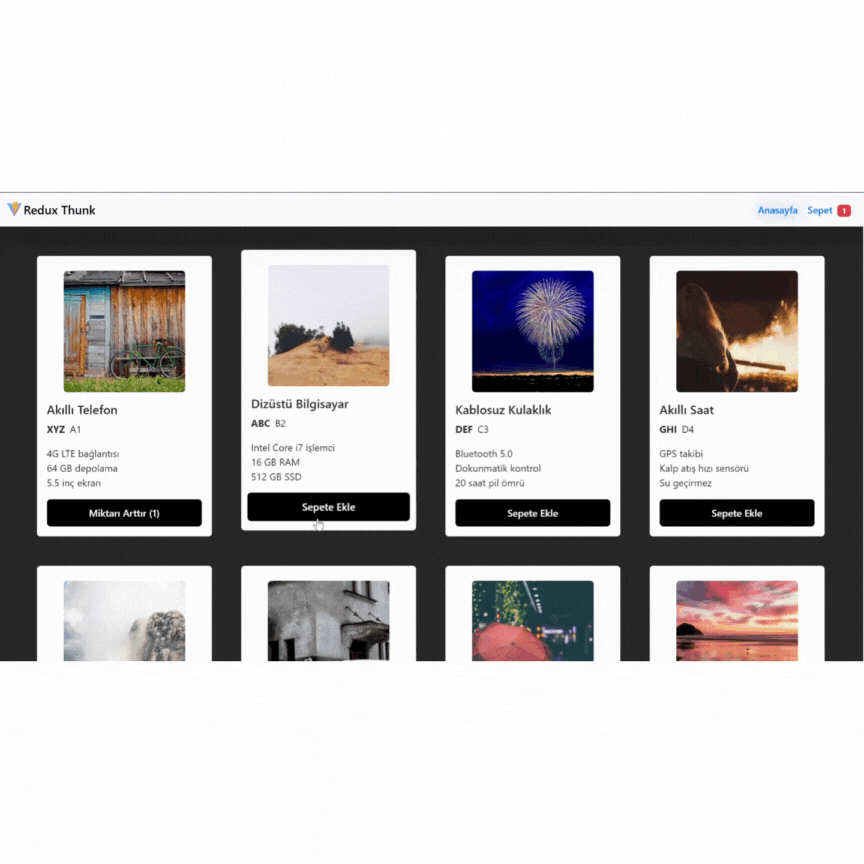 Redux Thunk
Anasayfa Sepet 1
Akıllı Telefon
XYZ A1
4G LTE bağlantısı
64 GB depolama
5.5 inç ekran
Miktarı Arttır (1)
Dizüstü Bilgisayar
ABC B2
Intel Core i7 işlemci
16 GB RAM
512 GB SSD
Sepete Ekle
Kablosuz Kulaklık
DEF C3
Bluetooth 5.0
Dokunmatik kontrol
20 saat pil ömrü
Sepete Ekle
Akıllı Saat
GHI D4
GPS takibi
Kalp atış hızı sensörü
Su geçirmez
Sepete Ekle